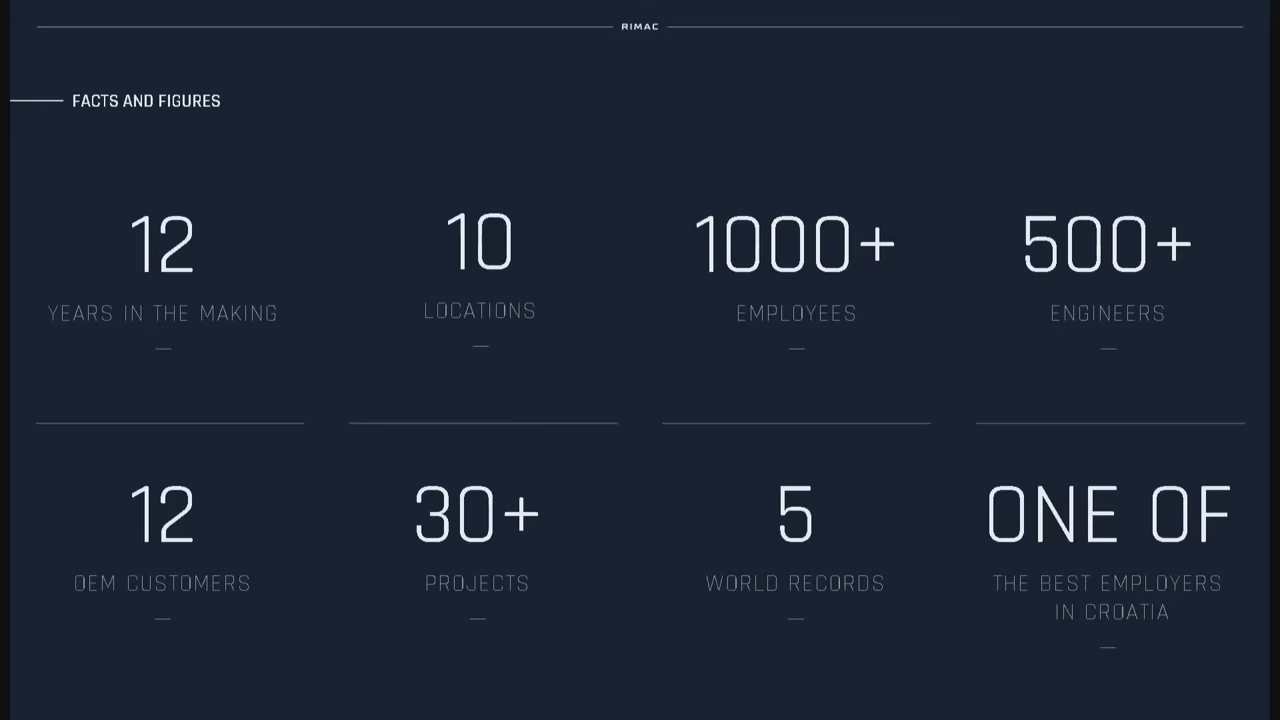 RIMAC
FACTS AND FIGURES
12
YEARS IN THE MAKING
10
LOCATIONS
1000+
EMPLOYEES
500+
ENGINEERS
12
OEM CUSTOMERS
30+
PROJECTS
5
WORLD RECORDS
ONE OF
THE BEST EMPLOYERS
IN CROATIA